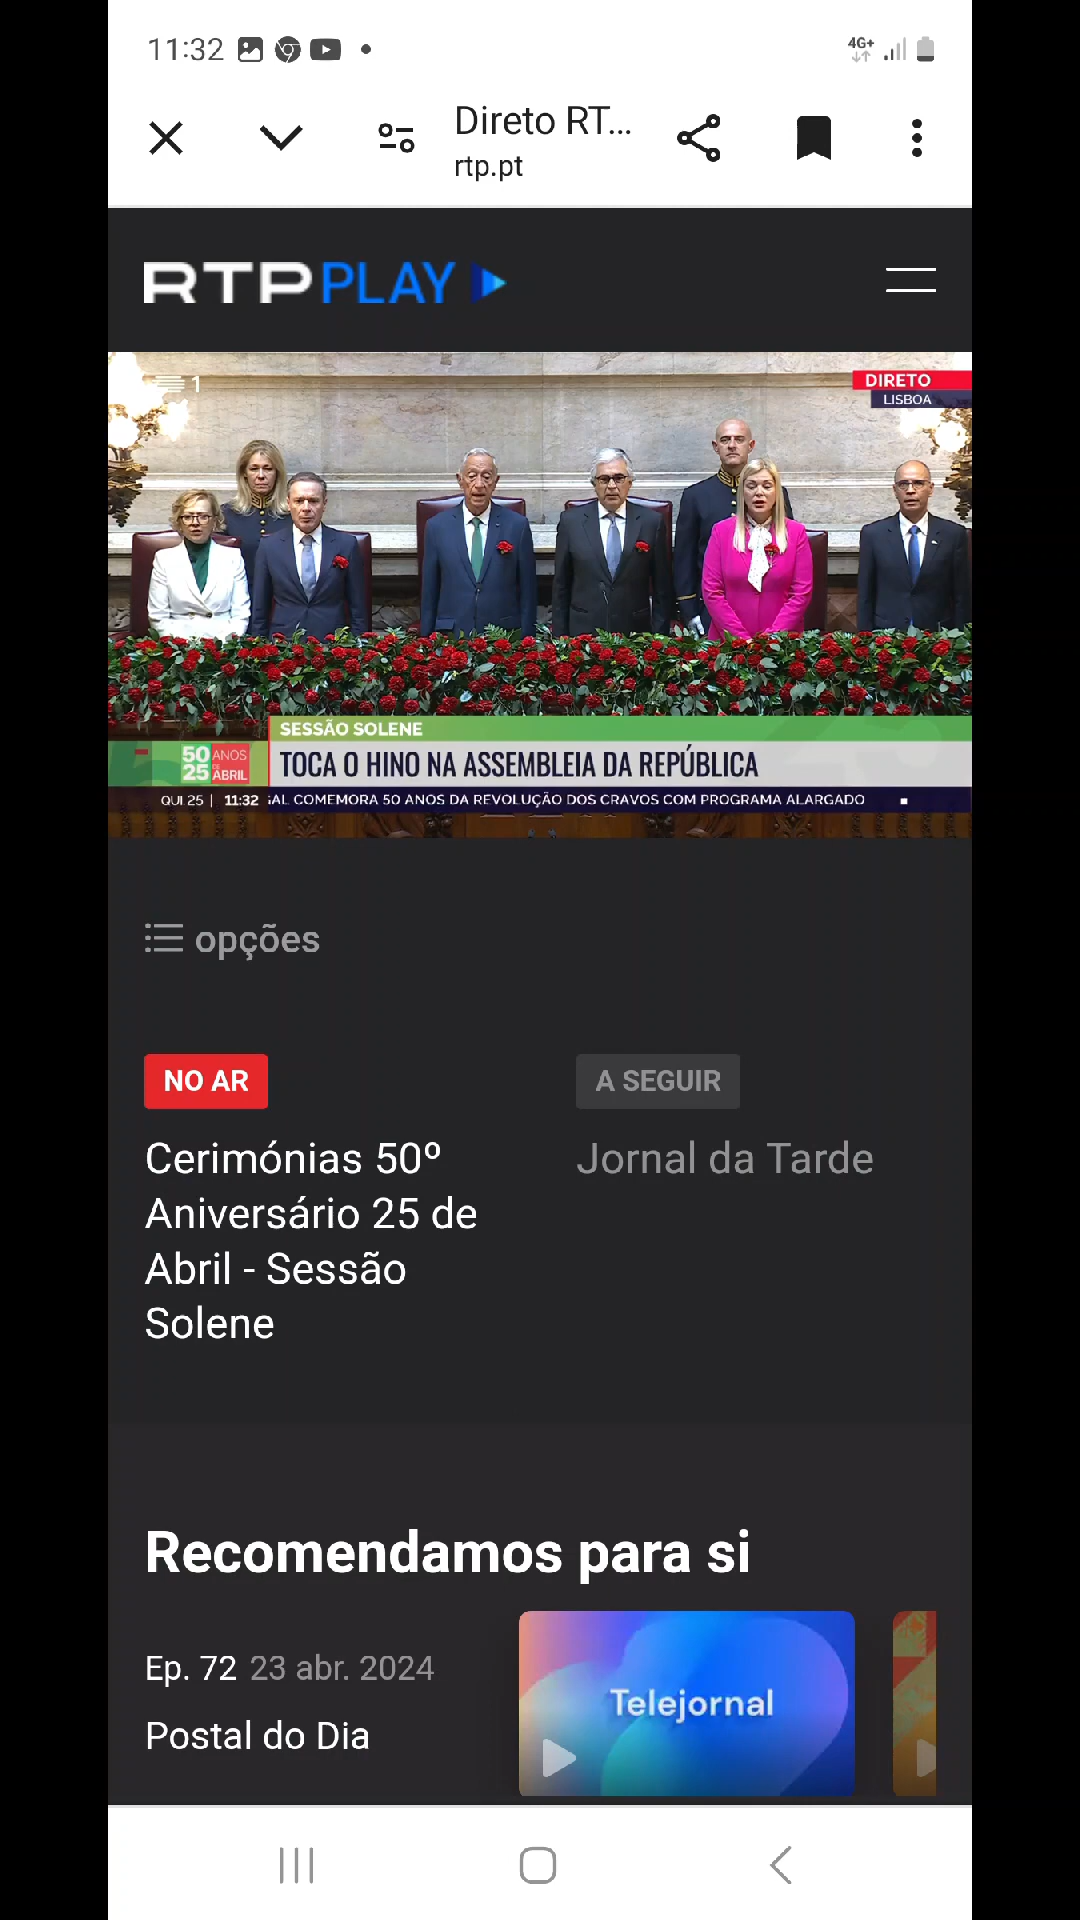 11:32
4G+
Direto RT...
rtp.pt
RTP PLAY
1
DIRETO
LISBOA
SESSÃO SOLENE
50 ANOS
25 DE ABRIL
TOCA O HINO NA ASSEMBLEIA DA REPÚBLICA
QUI 25 | 11:32
COMEMORA 50 ANOS DA REVOLUÇÃO DOS CRAVOS COM PROGRAMA ALARGADO
opções
NO AR
A SEGUIR
Cerimónias 50º
Aniversário 25 de
Abril - Sessão
Solene
Jornal da Tarde
Recomendamos para si
Ep. 72 23 abr. 2024
Postal do Dia
Telejornal